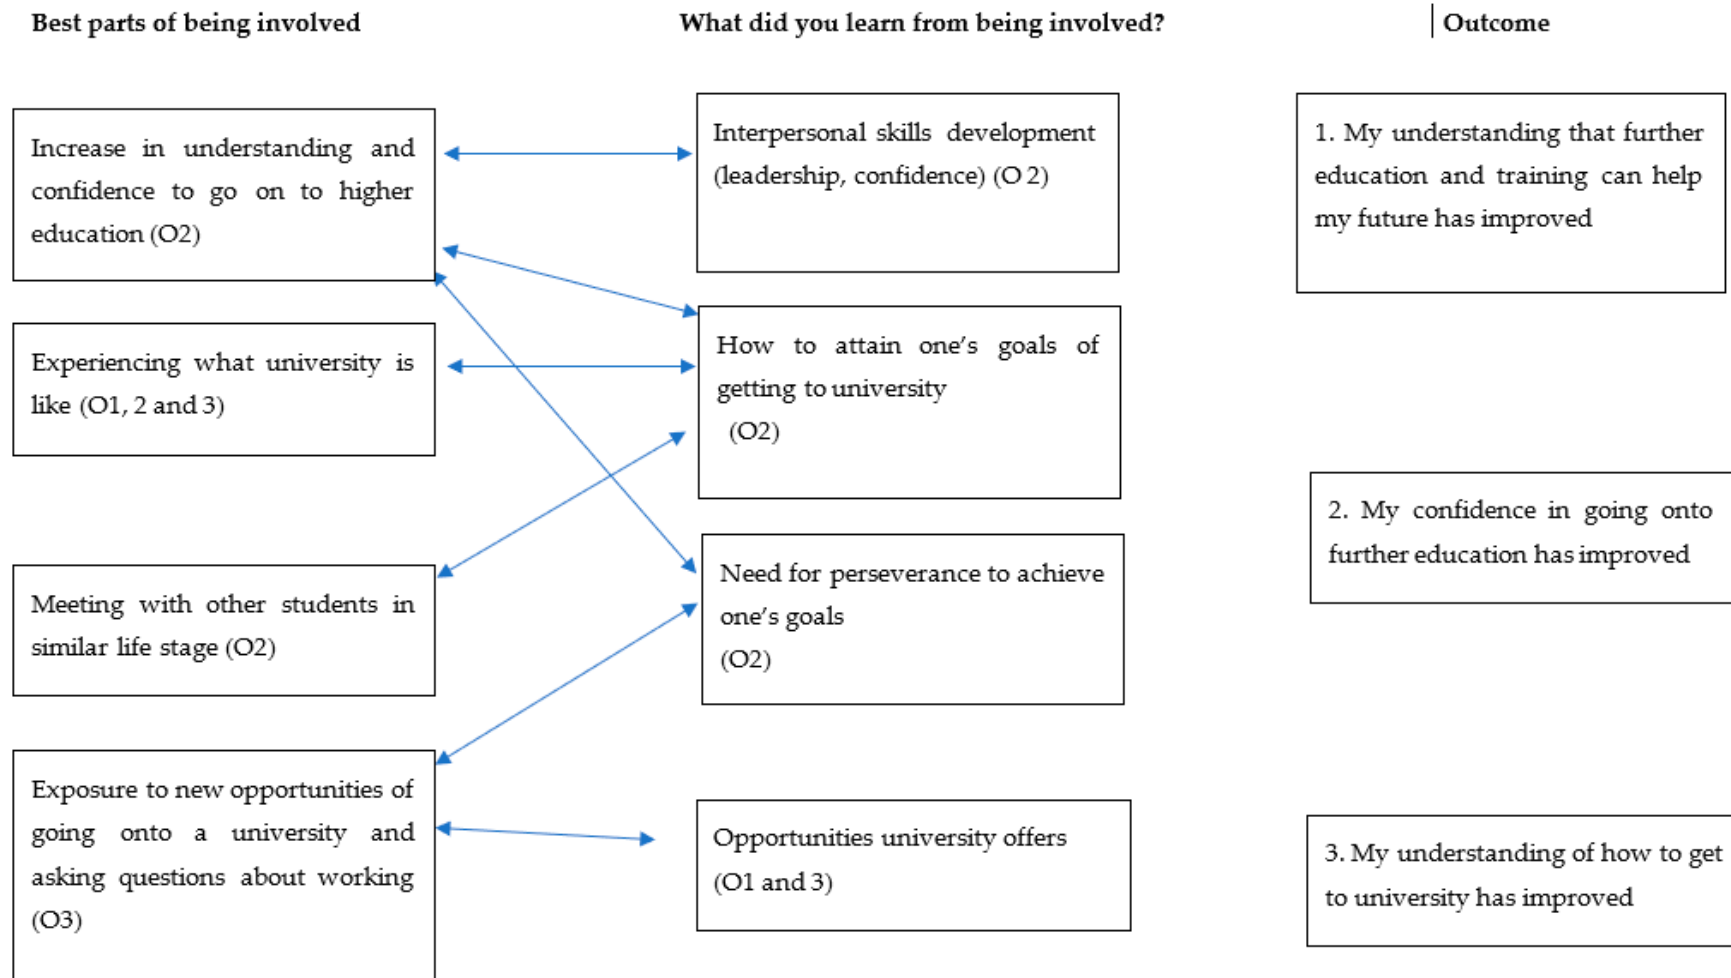 Best parts of being involved
What did you learn from being involved?
Outcome
Increase in understanding and
confidence to go on to higher
education (O2)
Experiencing what university is
like (O1, 2 and 3)
Meeting with other students in
similar life stage (O2)
Exposure to new opportunities of
going onto a university and
asking questions about working
(O3)
Interpersonal skills development
(leadership, confidence) (O 2)
How to attain one’s goals of
getting to university
(O2)
Need for perseverance to achieve
one’s goals
(O2)
Opportunities university offers
(O1 and 3)
1. My understanding that further
education and training can help
my future has improved
2. My confidence in going onto
further education has improved
3. My understanding of how to get
to university has improved